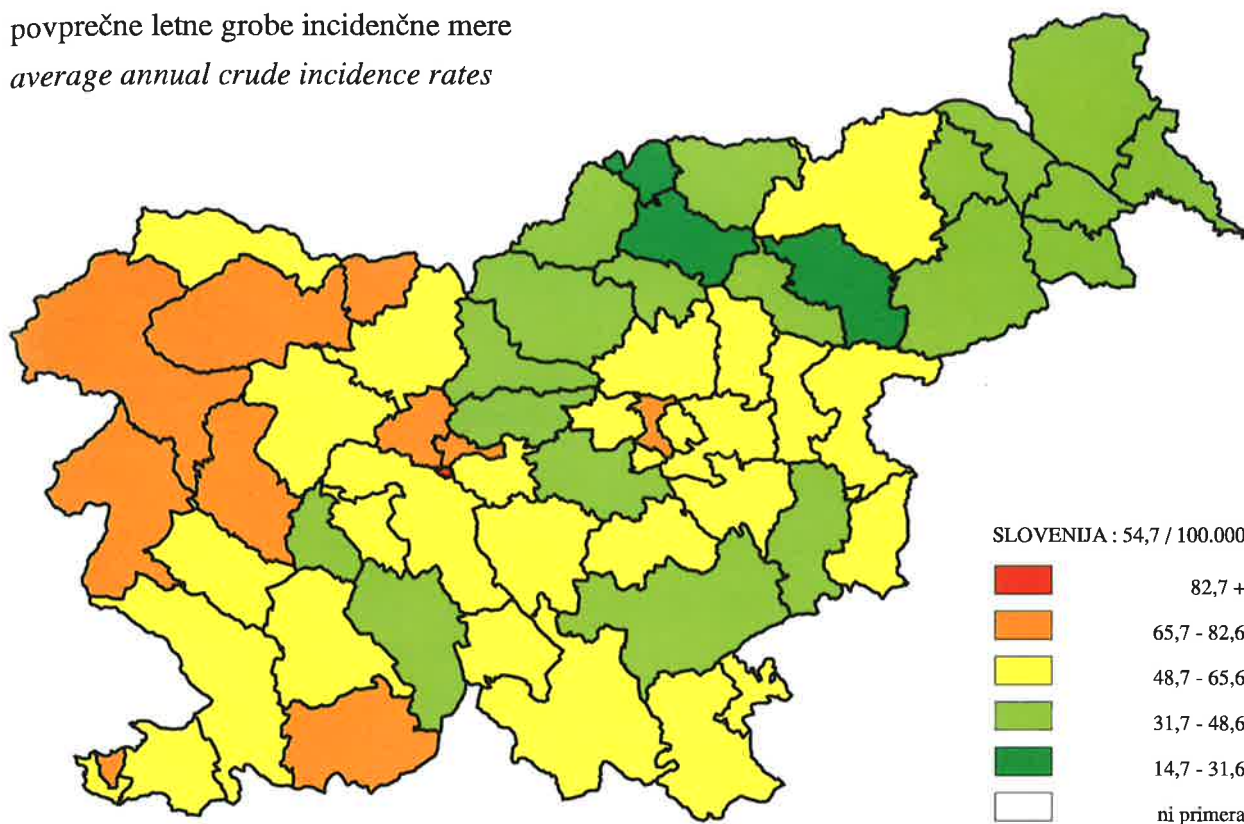 povprečne letne grobe incidenčne mere
average annual crude incidence rates
SLOVENIJA : 54,7 / 100.000
82,7 +
65,7 - 82,6
48,7 - 65,6
31,7 - 48,6
14,7 - 31,6
ni primera